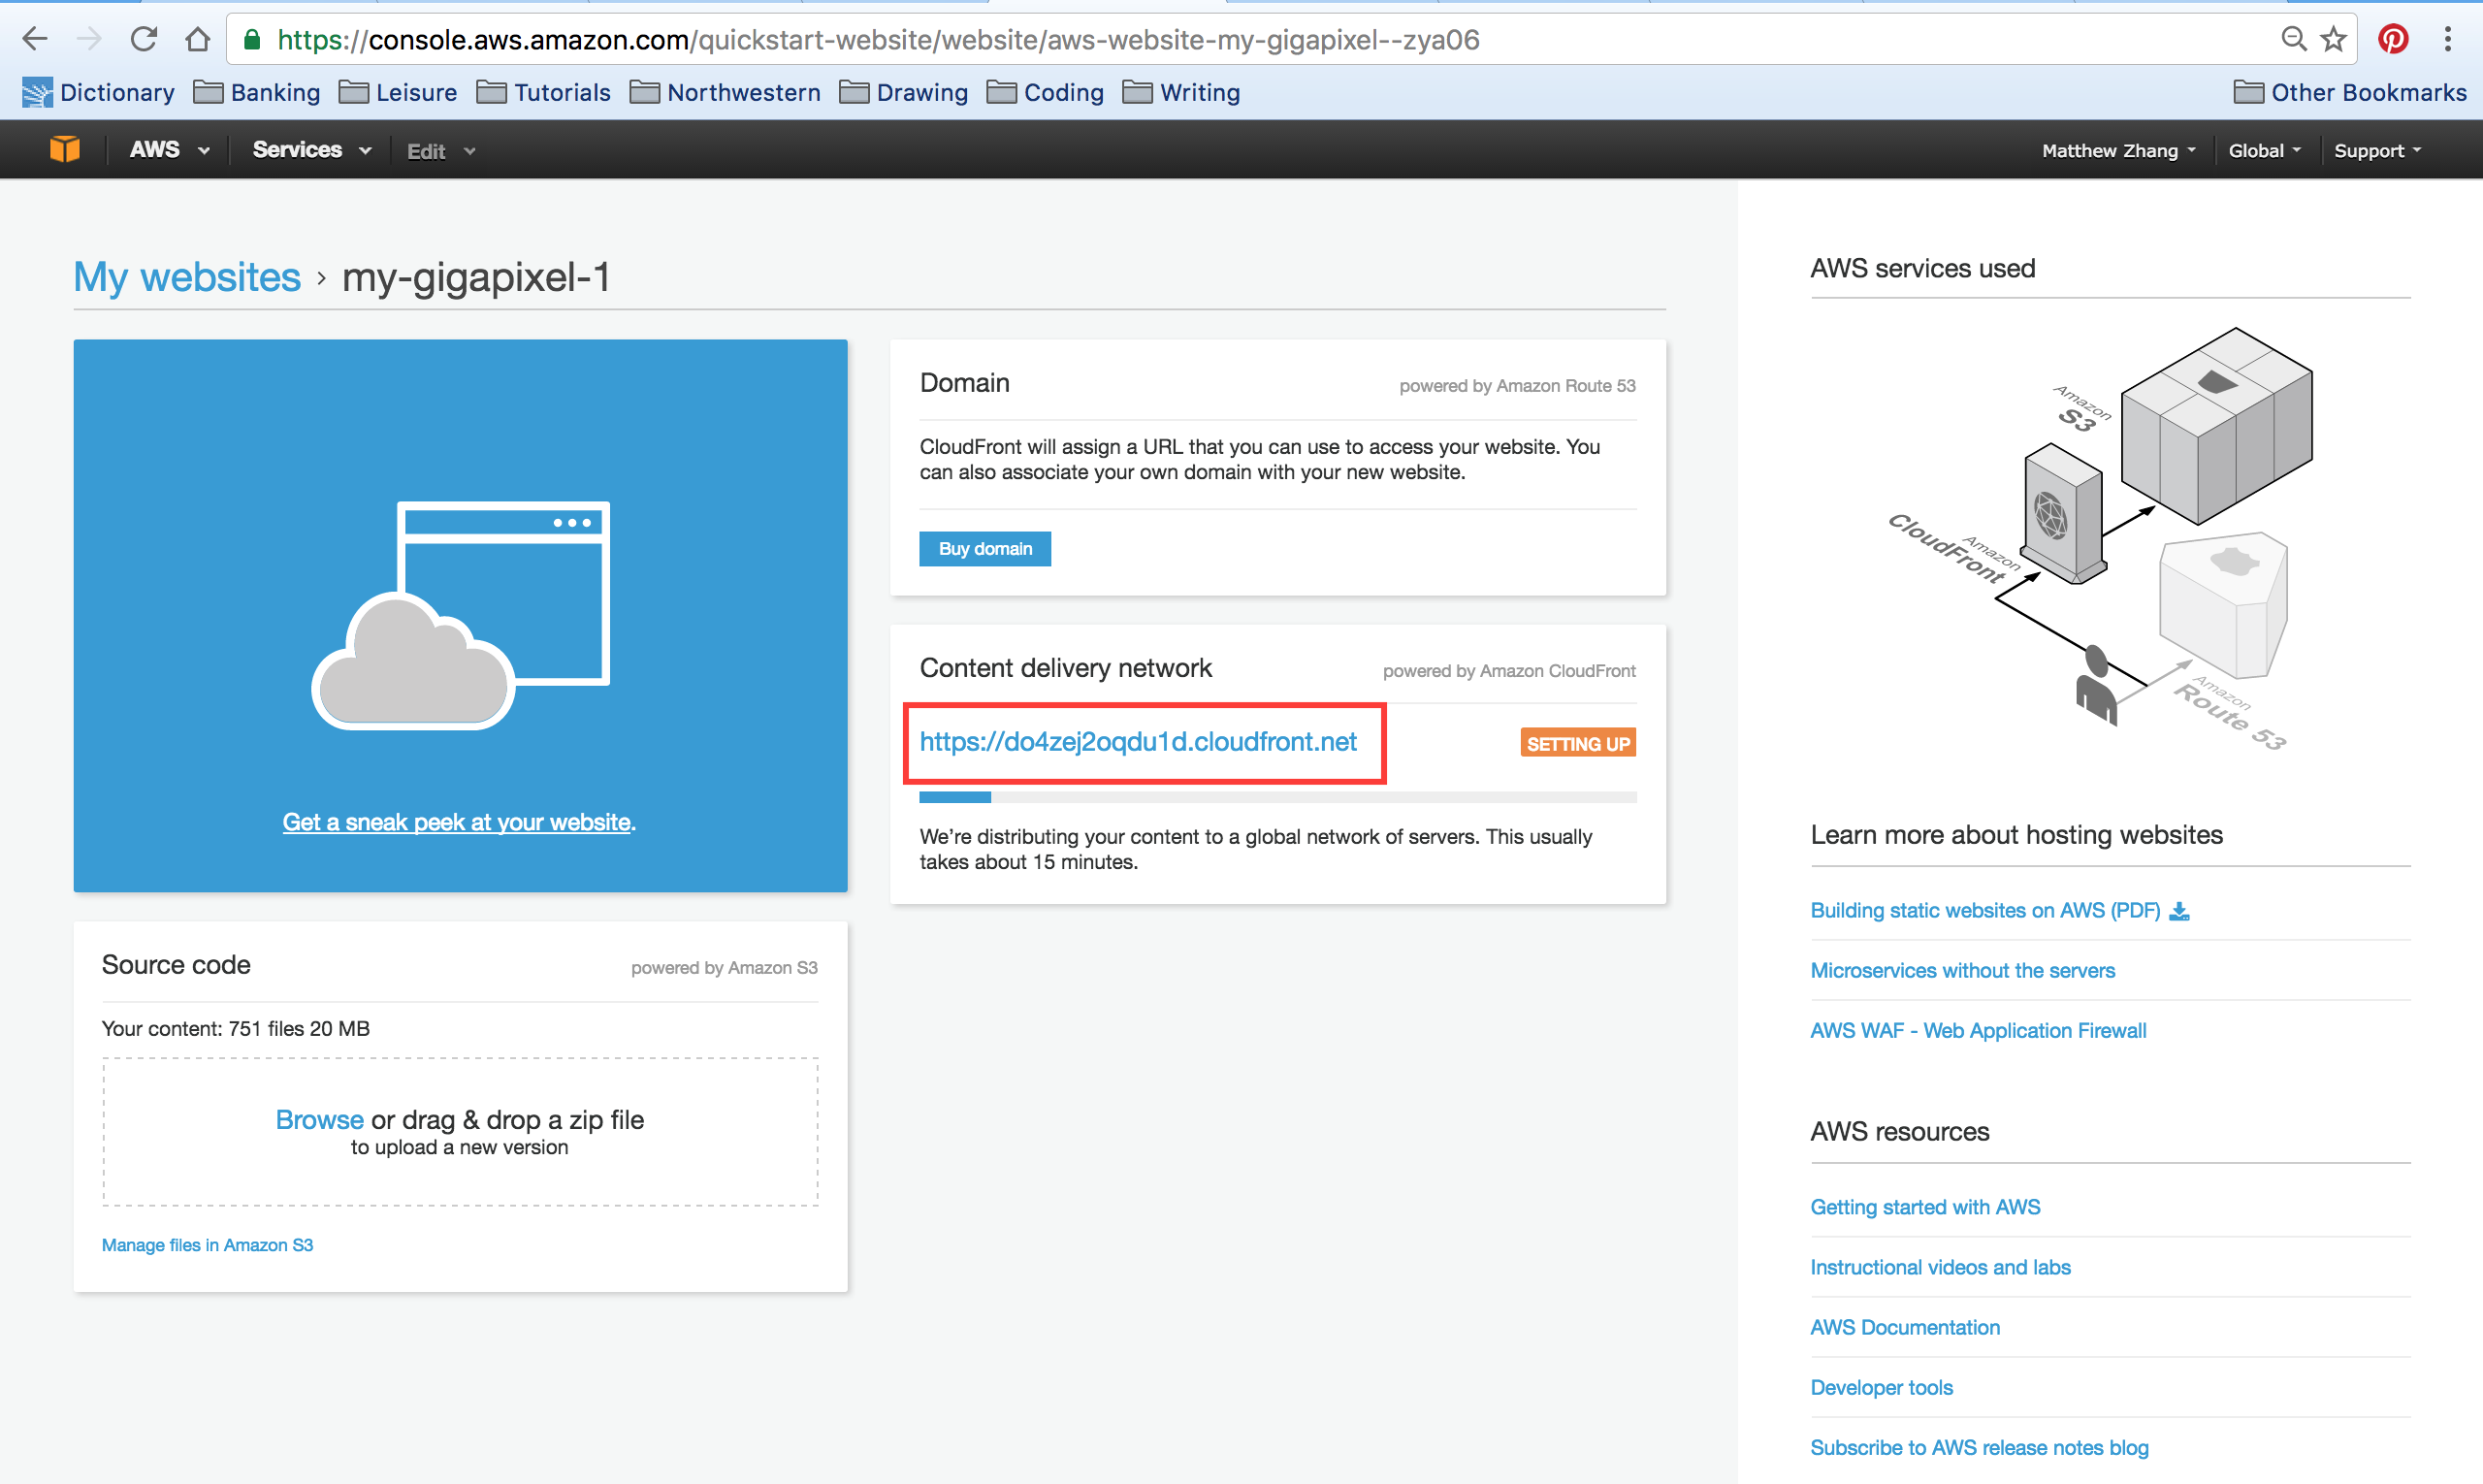 https://console.aws.amazon.com/quickstart-website/website/aws-website-my-gigapixel--zya06
Dictionary Banking Leisure Tutorials Northwestern Drawing Coding Writing Other Bookmarks
AWS Services Edit Matthew Zhang Global Support
My websites › my-gigapixel-1
Get a sneak peek at your website.
Source code powered by Amazon S3
Your content: 751 files 20 MB
Browse or drag & drop a zip file
to upload a new version
Manage files in Amazon S3
Domain powered by Amazon Route 53
CloudFront will assign a URL that you can use to access your website. You
can also associate your own domain with your new website.
Buy domain
Content delivery network powered by Amazon CloudFront
https://do4zej2oqdu1d.cloudfront.net SETTING UP
We're distributing your content to a global network of servers. This usually
takes about 15 minutes.
AWS services used
Amazon
S3
Amazon
CloudFront
Amazon
Route 53
Learn more about hosting websites
Building static websites on AWS (PDF)
Microservices without the servers
AWS WAF - Web Application Firewall
AWS resources
Getting started with AWS
Instructional videos and labs
AWS Documentation
Developer tools
Subscribe to AWS release notes blog